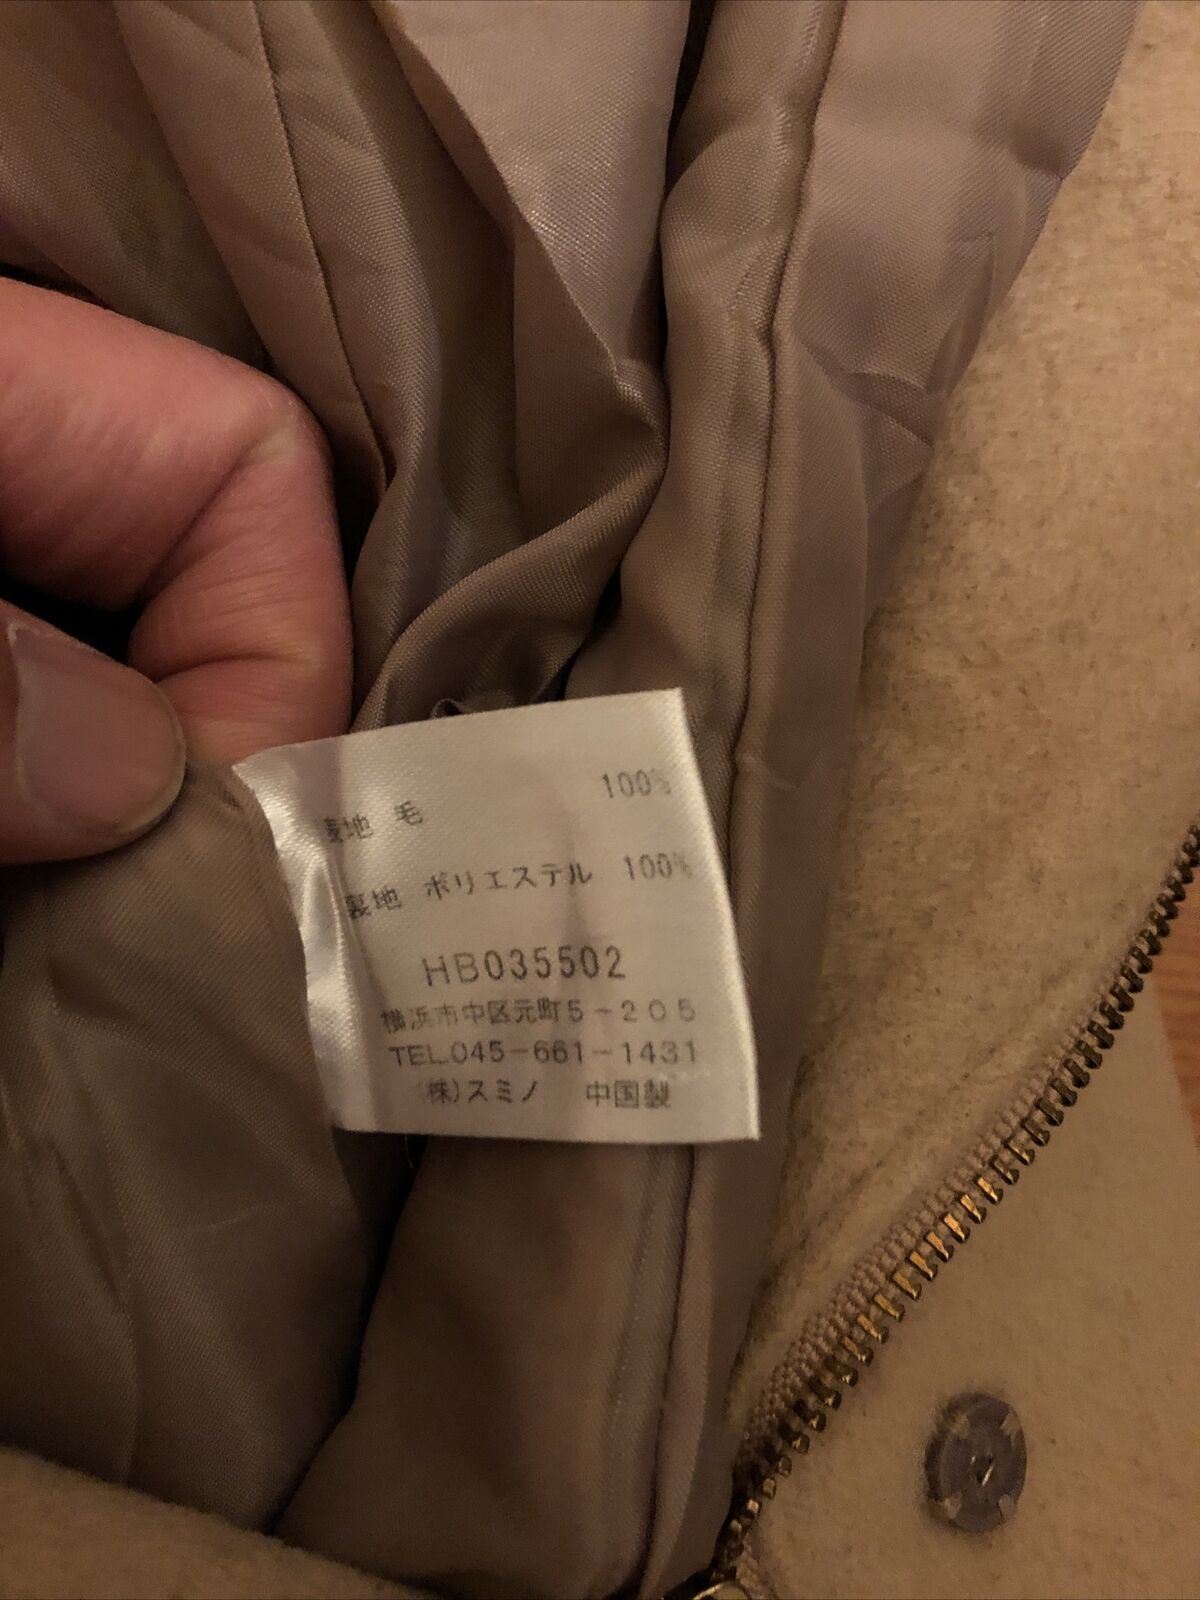 表地 毛 100%
裏地 ポリエステル 100%
HB035502
横浜市中区元町5-205
TEL.045-661-1431
(株)スミノ 中国製